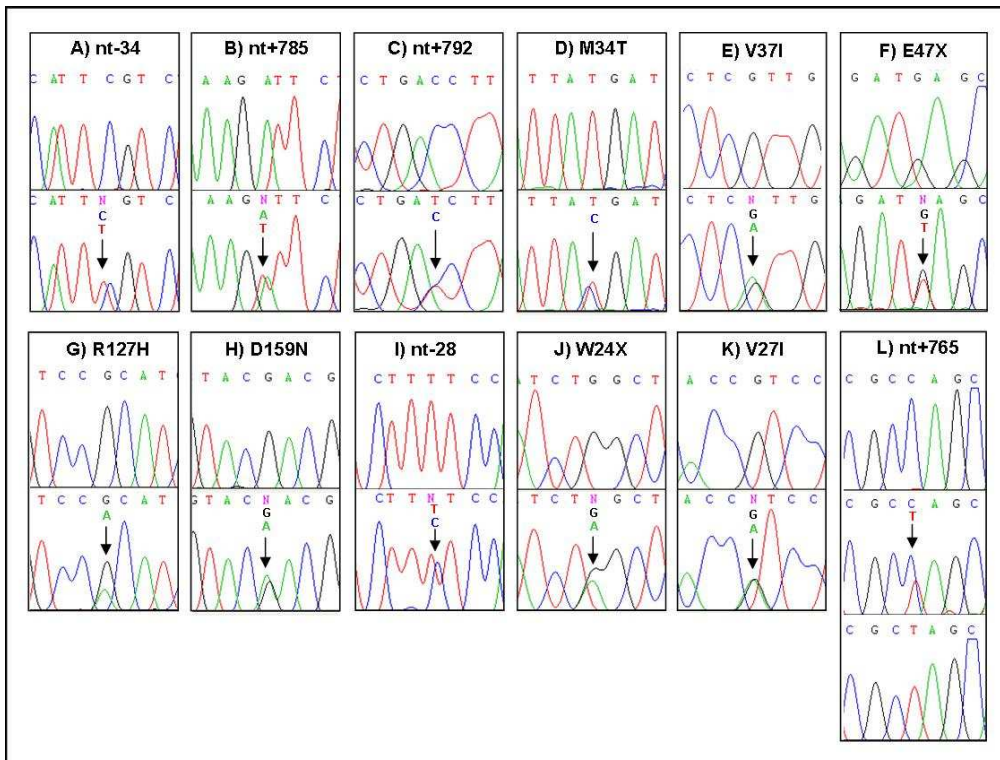 A) nt-34
C A T T C G T C
C A T T N G T C
C
T
B) nt+785
A A G A T T C T
A A G N T T C
A
T
C) nt+792
C T G A C C T T
C T G A T C T T
C
D) M34T
T T A T G A T
T T A T G A T
C
E) V37I
C T C G T T G
C T C N T T G
G
A
F) E47X
G A T G A G C
G A T N A G C
G
T
G) R127H
T C C G C A T
T C C G C A T
A
H) D159N
T A C G A C G
G T A C N A C G
G
A
I) nt-28
C T T T T C C
C T T N T C C
T
C
J) W24X
T C T G G C T
T C T N G C T
G
A
K) V27I
A C C G T C C
A C C N T C C
G
A
L) nt+765
C G C C A G C
C G C C A G C
T
C G C T A G C